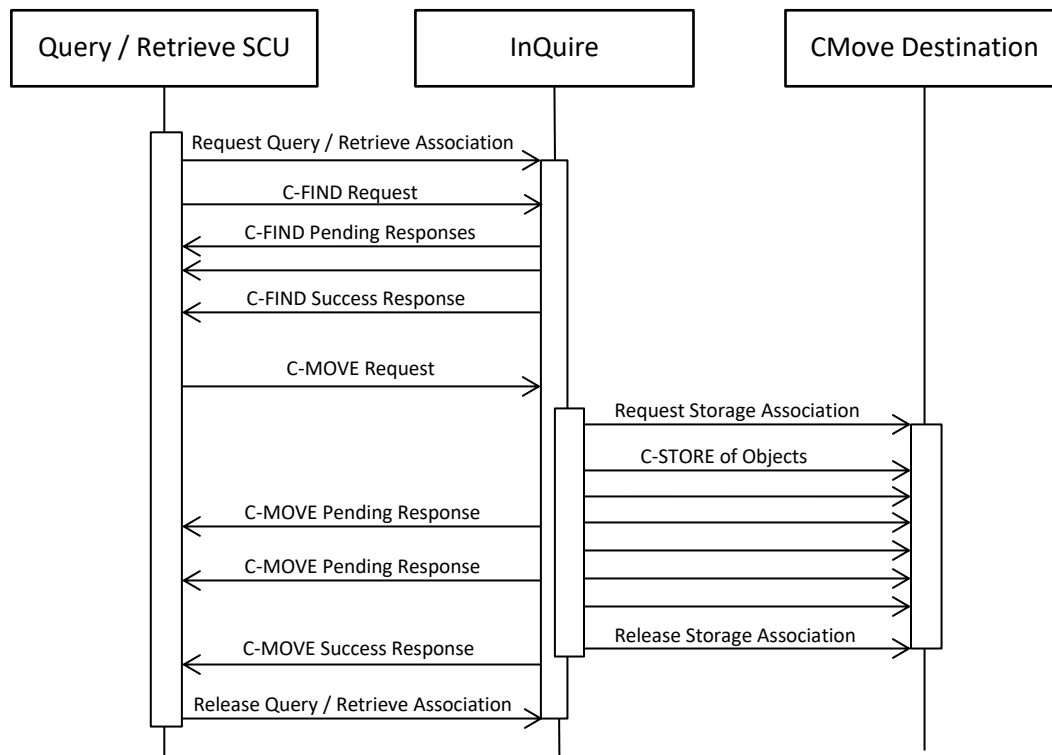 Query / Retrieve SCU
InQuire
CMove Destination
Request Query / Retrieve Association
C-FIND Request
C-FIND Pending Responses
C-FIND Success Response
C-MOVE Request
Request Storage Association
C-STORE of Objects
C-MOVE Pending Response
C-MOVE Pending Response
Release Storage Association
C-MOVE Success Response
Release Query / Retrieve Association